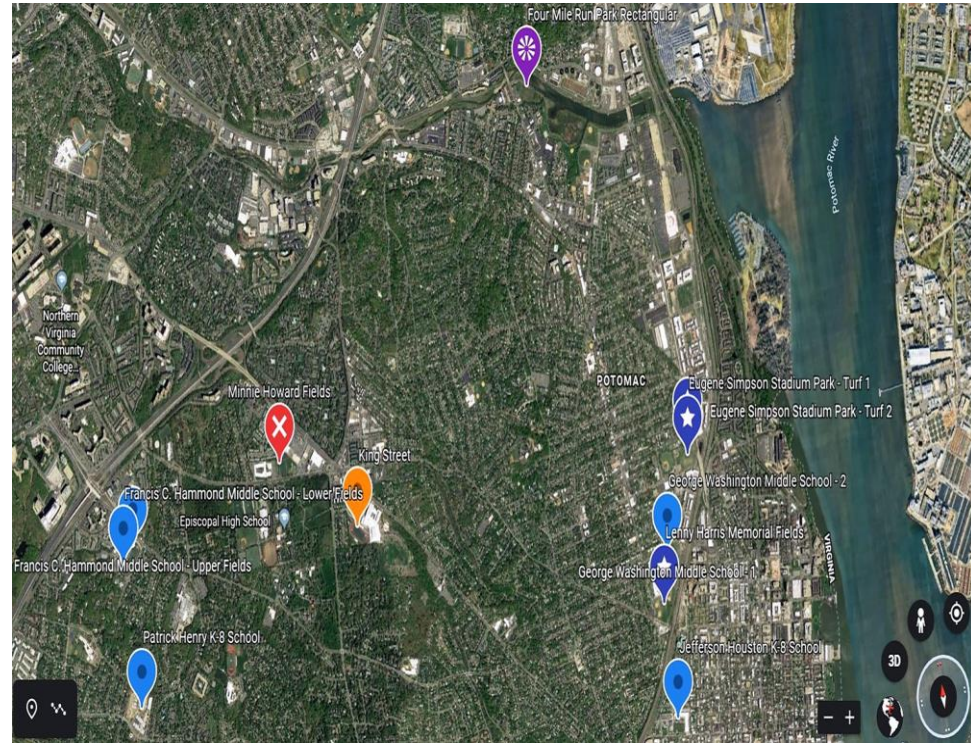 Four Mile Run Park Rectangular
Potomac River
Northern
Virginia
Community
College...
Minnie Howard Fields
POTOMAC
Eugene Simpson Stadium Park - Turf 1
Eugene Simpson Stadium Park - Turf 2
King Street
George Washington Middle School - 2
Francis C. Hammond Middle School - Lower Fields
Episcopal High School
Lenny Harris Memorial Fields
Francis C. Hammond Middle School - Upper Fields
George Washington Middle School - 1
VIRGINIA
Patrick Henry K-8 School
Jefferson Houston K-8 School
3D